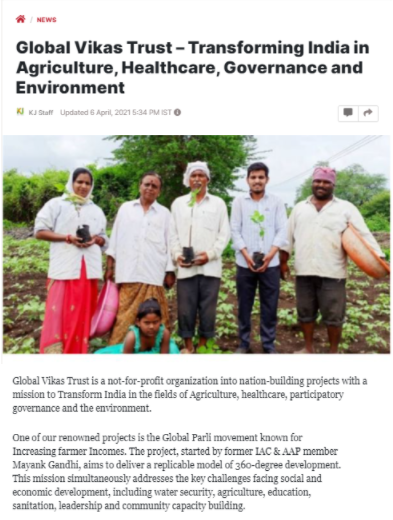 / NEWS
Global Vikas Trust – Transforming India in
Agriculture, Healthcare, Governance and
Environment
KJ Staff Updated 6 April, 2021 5:34 PM IST
Global Vikas Trust is a not-for-profit organization into nation-building projects with a
mission to Transform India in the fields of Agriculture, healthcare, participatory
governance and the environment.
One of our renowned projects is the Global Parli movement known for
Increasing farmer Incomes. The project, started by former IAC & AAP member
Mayank Gandhi, aims to deliver a replicable model of 360-degree development.
This mission simultaneously addresses the key challenges facing social and
economic development, including water security, agriculture, education,
sanitation, leadership and community capacity building.